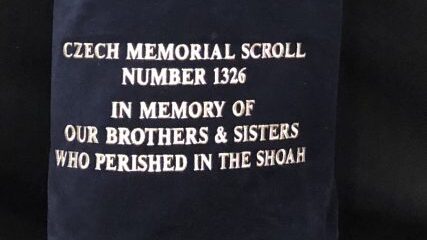 CZECH MEMORIAL SCROLL
NUMBER 1326
IN MEMORY OF
OUR BROTHERS & SISTERS
WHO PERISHED IN THE SHOAH